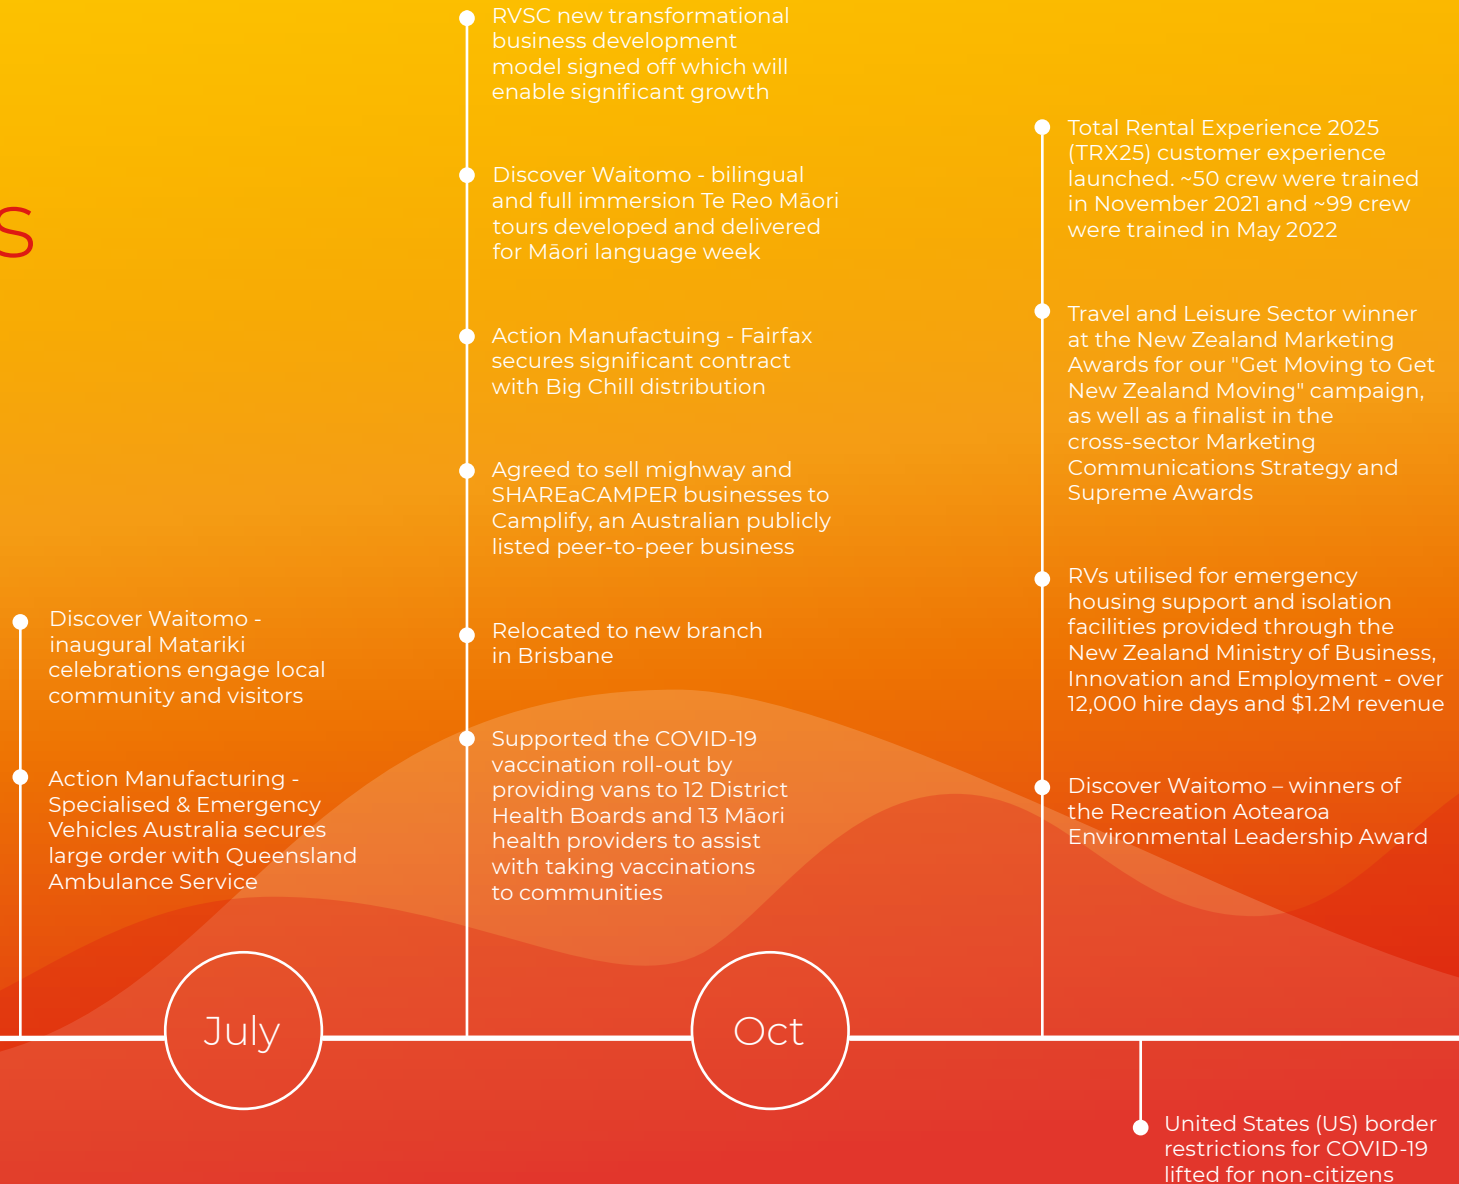 S
Discover Waitomo -
inaugural Matariki
celebrations engage local
community and visitors
Action Manufacturing -
Specialised & Emergency
Vehicles Australia secures
large order with Queensland
Ambulance Service
July
RVSC new transformational
business development
model signed off which will
enable significant growth
Discover Waitomo - bilingual
and full immersion Te Reo Māori
tours developed and delivered
for Māori language week
Action Manufactuing - Fairfax
secures significant contract
with Big Chill distribution
Agreed to sell mighway and
SHAREaCAMPER businesses to
Camplify, an Australian publicly
listed peer-to-peer business
Relocated to new branch
in Brisbane
Supported the COVID-19
vaccination roll-out by
providing vans to 12 District
Health Boards and 13 Māori
health providers to assist
with taking vaccinations
to communities
Oct
Total Rental Experience 2025
(TRX25) customer experience
launched. ~50 crew were trained
in November 2021 and ~99 crew
were trained in May 2022
Travel and Leisure Sector winner
at the New Zealand Marketing
Awards for our "Get Moving to Get
New Zealand Moving" campaign,
as well as a finalist in the
cross-sector Marketing
Communications Strategy and
Supreme Awards
RVs utilised for emergency
housing support and isolation
facilities provided through the
New Zealand Ministry of Business,
Innovation and Employment - over
12,000 hire days and $1.2M revenue
Discover Waitomo – winners of
the Recreation Aotearoa
Environmental Leadership Award
United States (US) border
restrictions for COVID-19
lifted for non-citizens